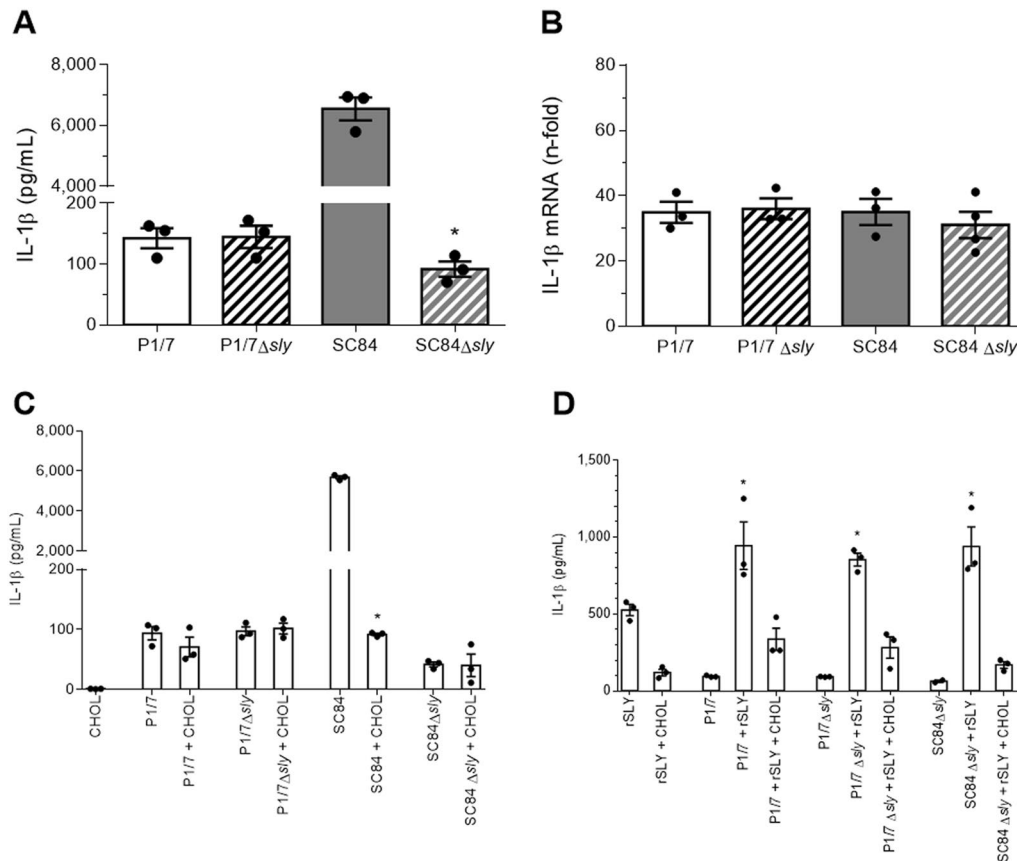 A
IL-1β (pg/mL)
8,000
6,000
4,000
200
150
100
50
0
*
P1/7
P1/7Δsly
SC84
SC84Δsly
B
IL-1β mRNA (n-fold)
80
60
40
20
0
P1/7
P1/7 Δsly
SC84
SC84 Δsly
C
IL-1β (pg/mL)
8,000
6,000
4,000
2,000
200
100
0
*
CHOL
P1/7
P1/7 + CHOL
P1/7Δsly
P1/7Δsly + CHOL
SC84
SC84 + CHOL
SC84Δsly
SC84 Δsly + CHOL
D
IL-1β (pg/mL)
1,500
1,000
500
0
*
*
*
rSLY
rSLY + CHOL
P1/7
P1/7 + rSLY
P1/7 + rSLY + CHOL
P1/7 Δsly
P1/7 Δsly + rSLY
P1/7 Δsly + rSLY + CHOL
SC84Δsly
SC84 Δsly + rSLY
SC84 Δsly + rSLY + CHOL